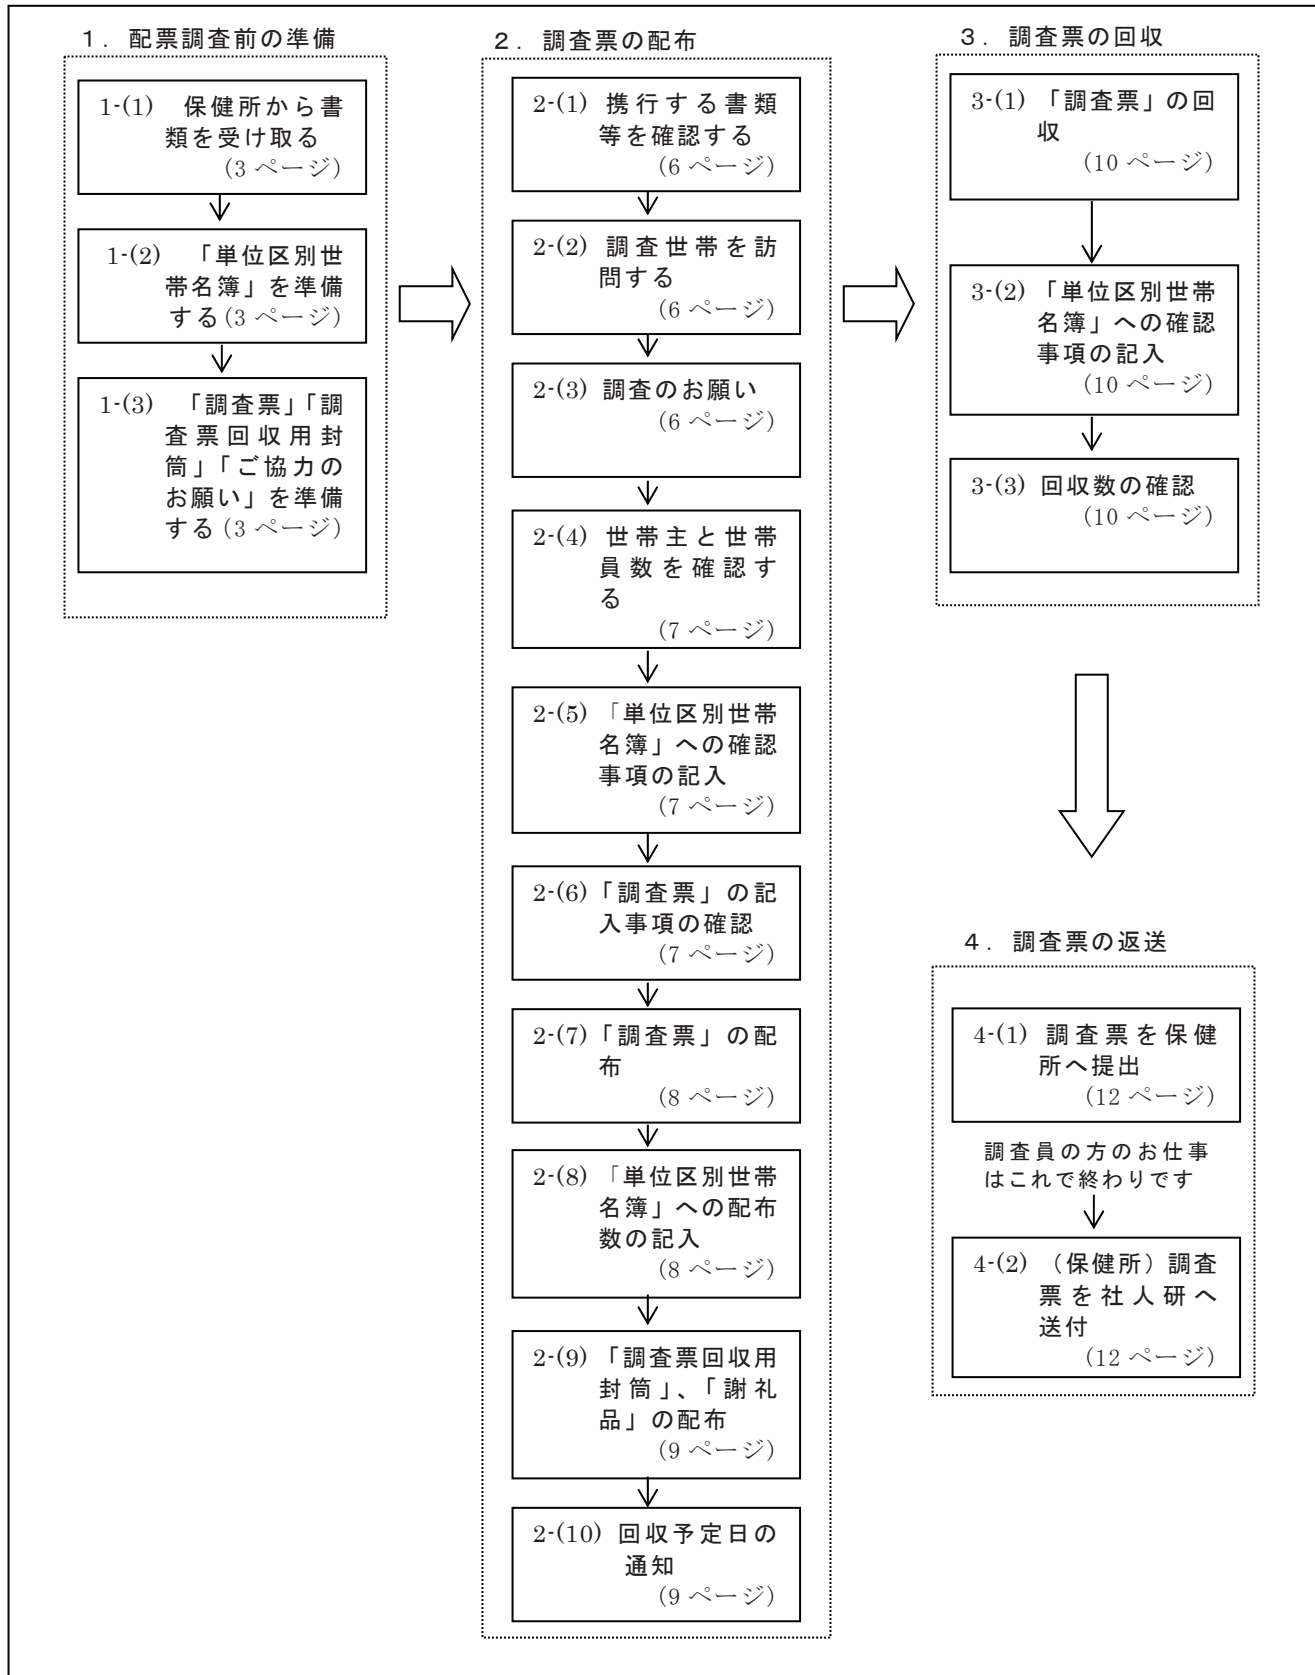 １．配票調査前の準備
1-(1)　保健所から書
類を受け取る
(3 ページ)
1-(2)　「単位区別世
帯名簿」を準備
する(3 ページ)
1-(3)　「調査票」「調
査票回収用封
筒」「ご協力の
お願い」を準備
する(3 ページ)
２．調査票の配布
2-(1) 携行する書類
等を確認する
(6 ページ)
2-(2) 調査世帯を訪
問する
(6 ページ)
2-(3) 調査のお願い
(6 ページ)
2-(4) 世帯主と世帯
員数を確認す
る
(7 ページ)
2-(5)「単位区別世帯
名簿」への確認
事項の記入
(7 ページ)
2-(6)「調査票」の記
入事項の確認
(7 ページ)
2-(7)「調査票」の配
布
(8 ページ)
2-(8)「単位区別世帯
名簿」への配布
数の記入
(8 ページ)
2-(9)「調査票回収用
封筒」、「謝礼
品」の配布
(9 ページ)
2-(10) 回収予定日の
通知
(9 ページ)
３．調査票の回収
3-(1)「調査票」の回
収
(10 ページ)
3-(2)「単位区別世帯
名簿」への確認
事項の記入
(10 ページ)
3-(3) 回収数の確認
(10 ページ)
４．調査票の返送
4-(1) 調査票を保健
所へ提出
(12 ページ)
調査員の方のお仕事
はこれで終わりです
4-(2) （保健所）調査
票を社人研へ
送付
(12 ページ)